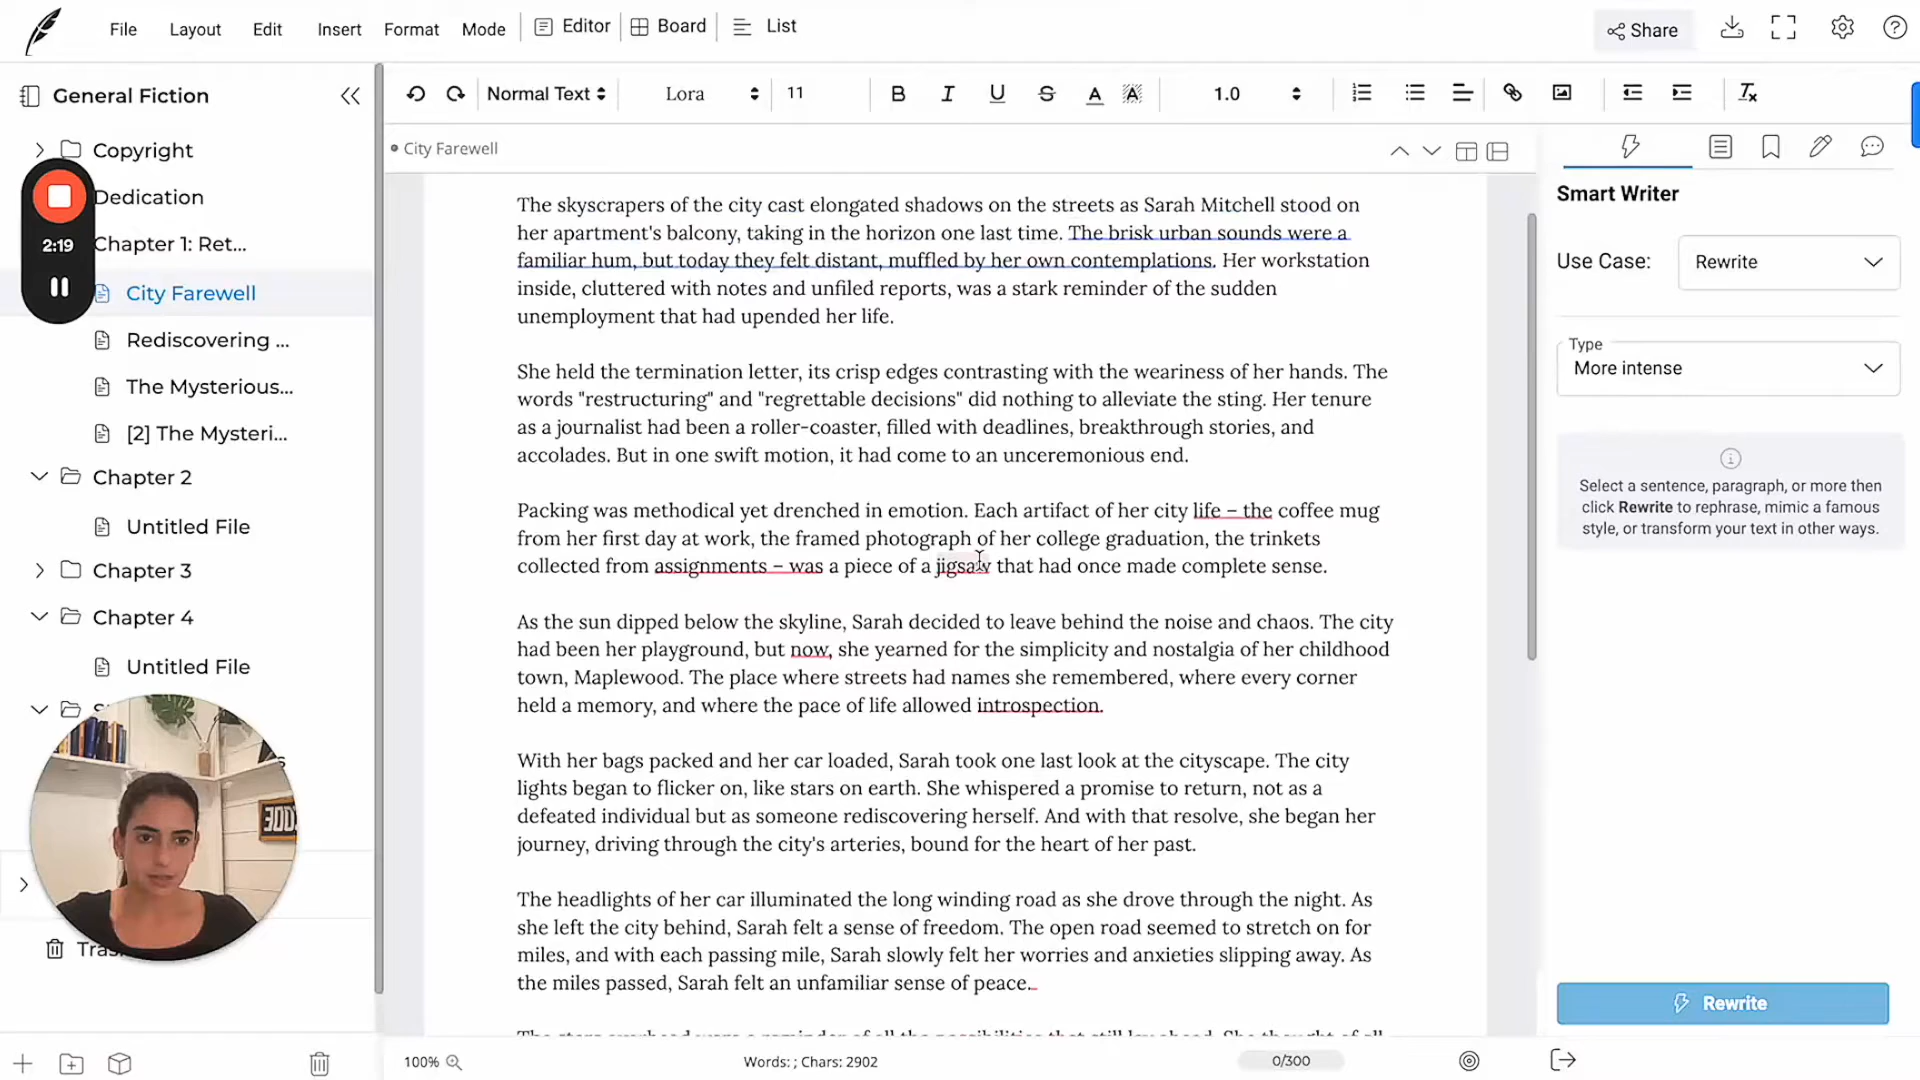 File Layout Edit Insert Format Mode Editor Board List Share
General Fiction
Copyright
Dedication
Chapter 1: Ret...
City Farewell
Rediscovering ...
The Mysterious...
[2] The Mysteri...
Chapter 2
Untitled File
Chapter 3
Chapter 4
Untitled File
2:19
Normal Text Lora 11 B I U S A A 1.0
City Farewell
The skyscrapers of the city cast elongated shadows on the streets as Sarah Mitchell stood on
her apartment's balcony, taking in the horizon one last time. The brisk urban sounds were a
familiar hum, but today they felt distant, muffled by her own contemplations. Her workstation
inside, cluttered with notes and unfiled reports, was a stark reminder of the sudden
unemployment that had upended her life.
She held the termination letter, its crisp edges contrasting with the weariness of her hands. The
words "restructuring" and "regrettable decisions" did nothing to alleviate the sting. Her tenure
as a journalist had been a roller-coaster, filled with deadlines, breakthrough stories, and
accolades. But in one swift motion, it had come to an unceremonious end.
Packing was methodical yet drenched in emotion. Each artifact of her city life – the coffee mug
from her first day at work, the framed photograph of her college graduation, the trinkets
collected from assignments – was a piece of a jigsaw that had once made complete sense.
As the sun dipped below the skyline, Sarah decided to leave behind the noise and chaos. The city
had been her playground, but now, she yearned for the simplicity and nostalgia of her childhood
town, Maplewood. The place where streets had names she remembered, where every corner
held a memory, and where the pace of life allowed introspection.
With her bags packed and her car loaded, Sarah took one last look at the cityscape. The city
lights began to flicker on, like stars on earth. She whispered a promise to return, not as a
defeated individual but as someone rediscovering herself. And with that resolve, she began her
journey, driving through the city's arteries, bound for the heart of her past.
The headlights of her car illuminated the long winding road as she drove through the night. As
she left the city behind, Sarah felt a sense of freedom. The open road seemed to stretch on for
miles, and with each passing mile, Sarah slowly felt her worries and anxieties slipping away. As
the miles passed, Sarah felt an unfamiliar sense of peace.
Smart Writer
Use Case: Rewrite
Type
More intense
Select a sentence, paragraph, or more then
click Rewrite to rephrase, mimic a famous
style, or transform your text in other ways.
Rewrite
100% Words: ; Chars: 2902 0/300